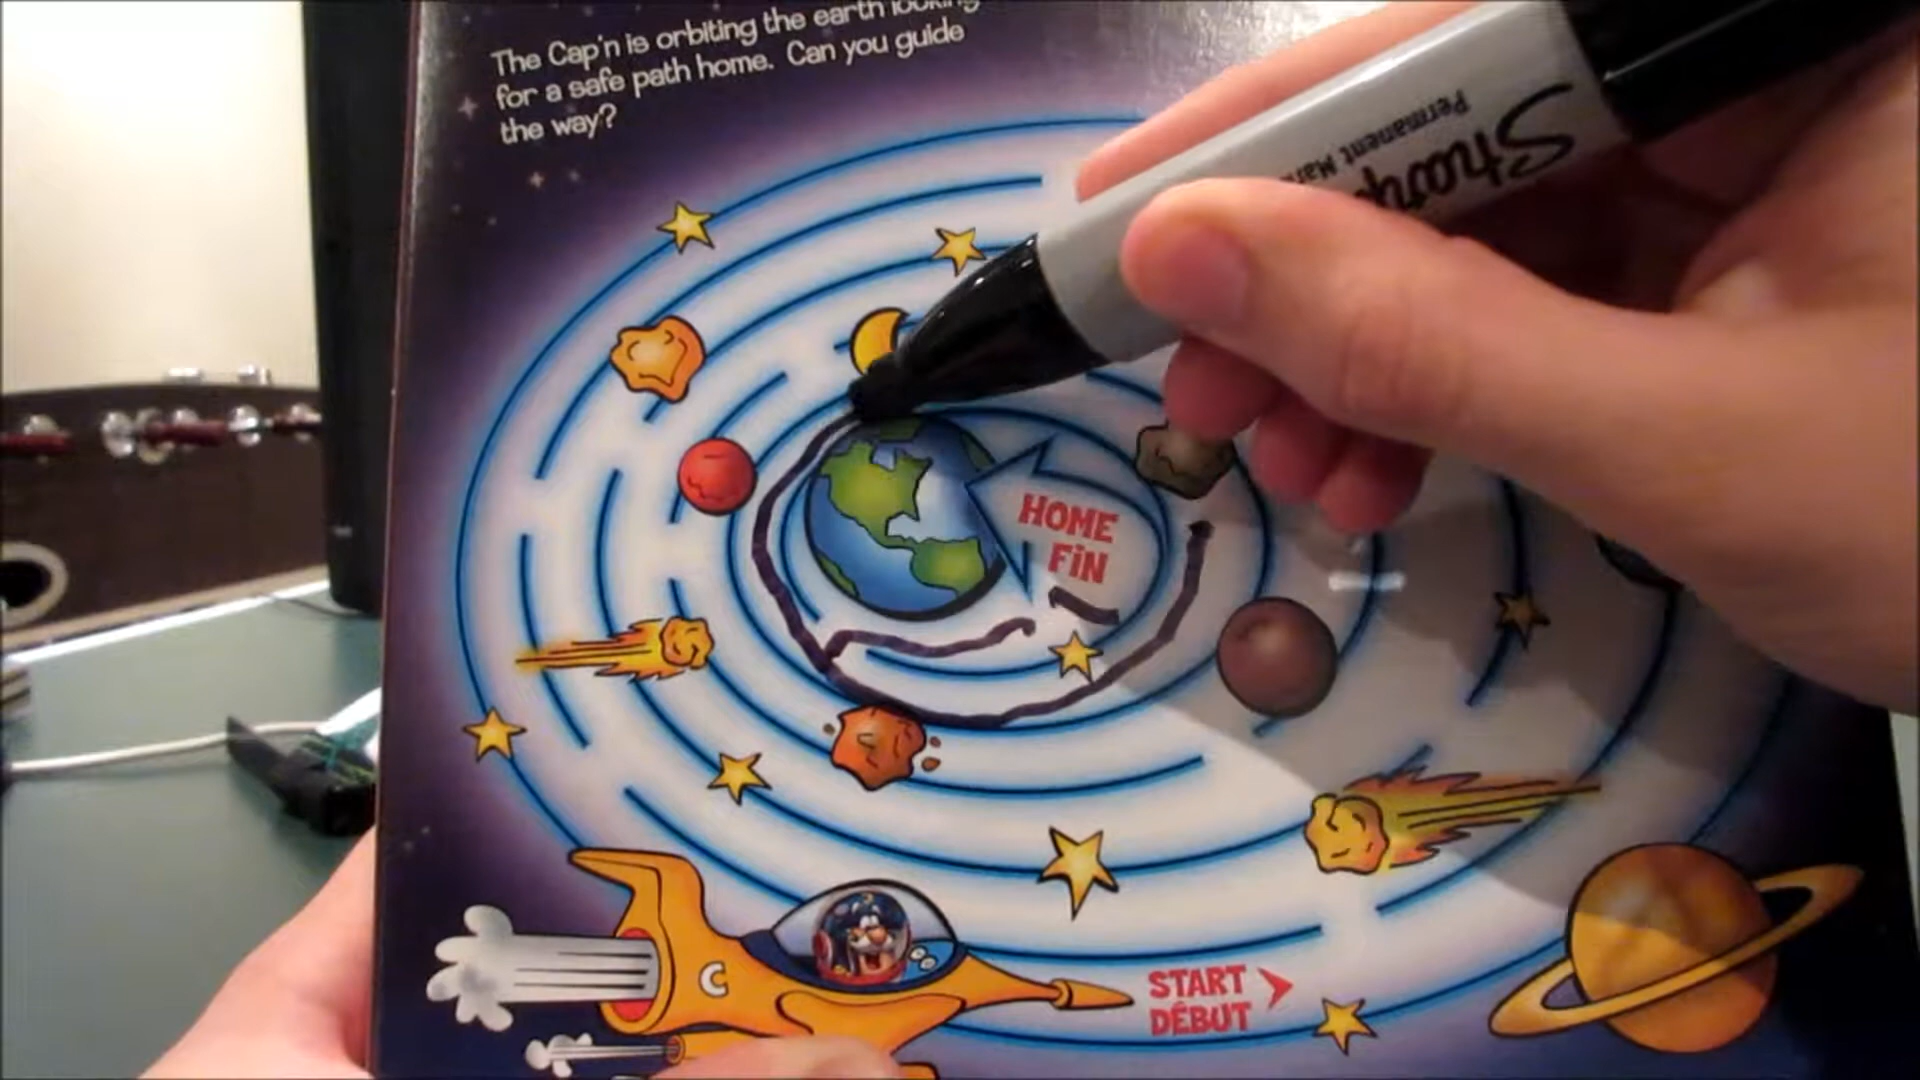 The Cap'n is orbiting the earth looking
for a safe path home. Can you guide
the way?
Sharpie
Permanent Mar
HOME
FiN
C
START
DÉBUT